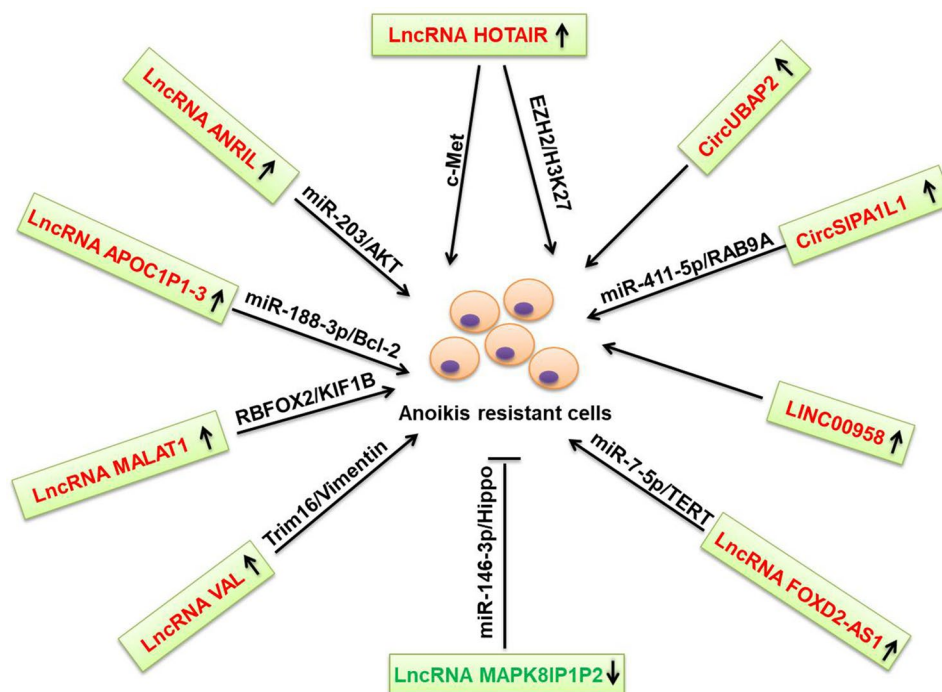 LncRNA HOTAIR
c-Met
EZH2/H3K27
LncRNA ANRIL
miR-203/AKT
CircUBAP2
LncRNA APOC1P1-3
miR-188-3p/Bcl-2
CircSIPA1L1
miR-411-5p/RAB9A
LncRNA MALAT1
RBFOX2/KIF1B
Anoikis resistant cells
LINC00958
LncRNA VAL
Trim16/Vimentin
miR-146-3p/Hippo
miR-7-5p/TERT
LncRNA FOXD2-AS1
LncRNA MAPK8IP1P2